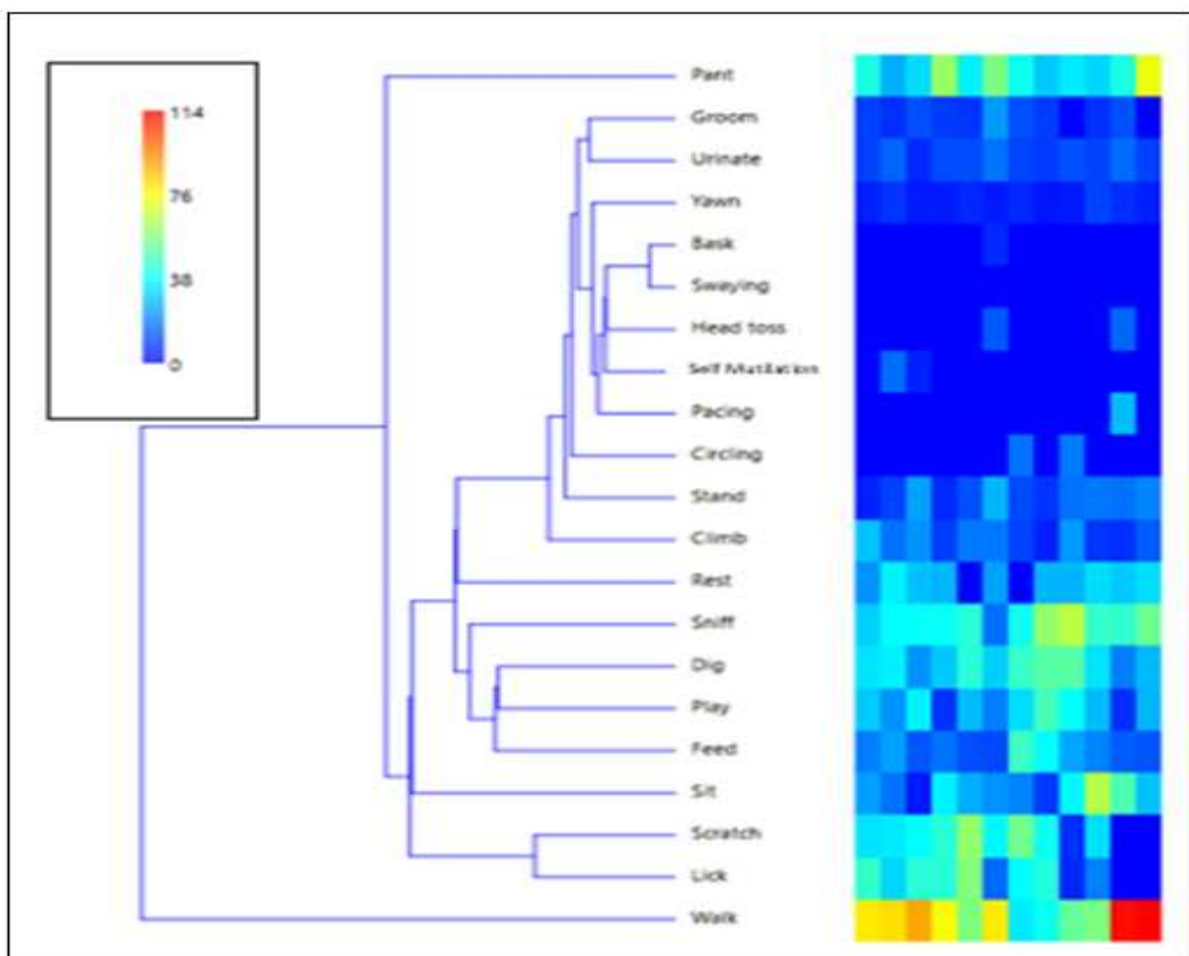 114
76
38
0
Pant
Groom
Urinate
Yawn
Bask
Swaying
Head toss
Self Mutilation
Pacing
Circling
Stand
Climb
Rest
Sniff
Dig
Play
Feed
Sit
Scratch
Lick
Walk